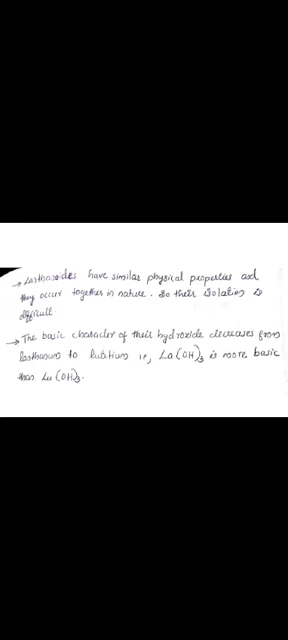 → Lanthanoides have similar physical properties and
they occur together in nature. So their isolation is
difficult.
→ The basic character of their hydroxide decreases from
lanthanum to lutetium ie, La(OH)3 is more basic
than Lu(OH)3.